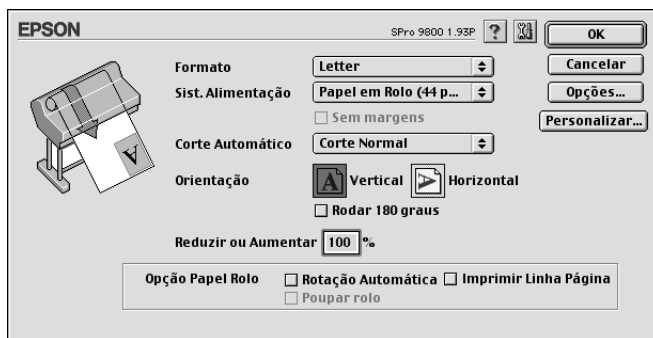 EPSON SPro 9800 1.93P ? OK
Formato Letter Cancelar
Sist. Alimentação Papel em Rolo (44 p... Opções...
Sem margens Personalizar...
Corte Automático Corte Normal
Orientação A Vertical A Horizontal
Rodar 180 graus
Reduzir ou Aumentar 100 %
Opção Papel Rolo Rotação Automática Imprimir Linha Página
Poupar rolo
A